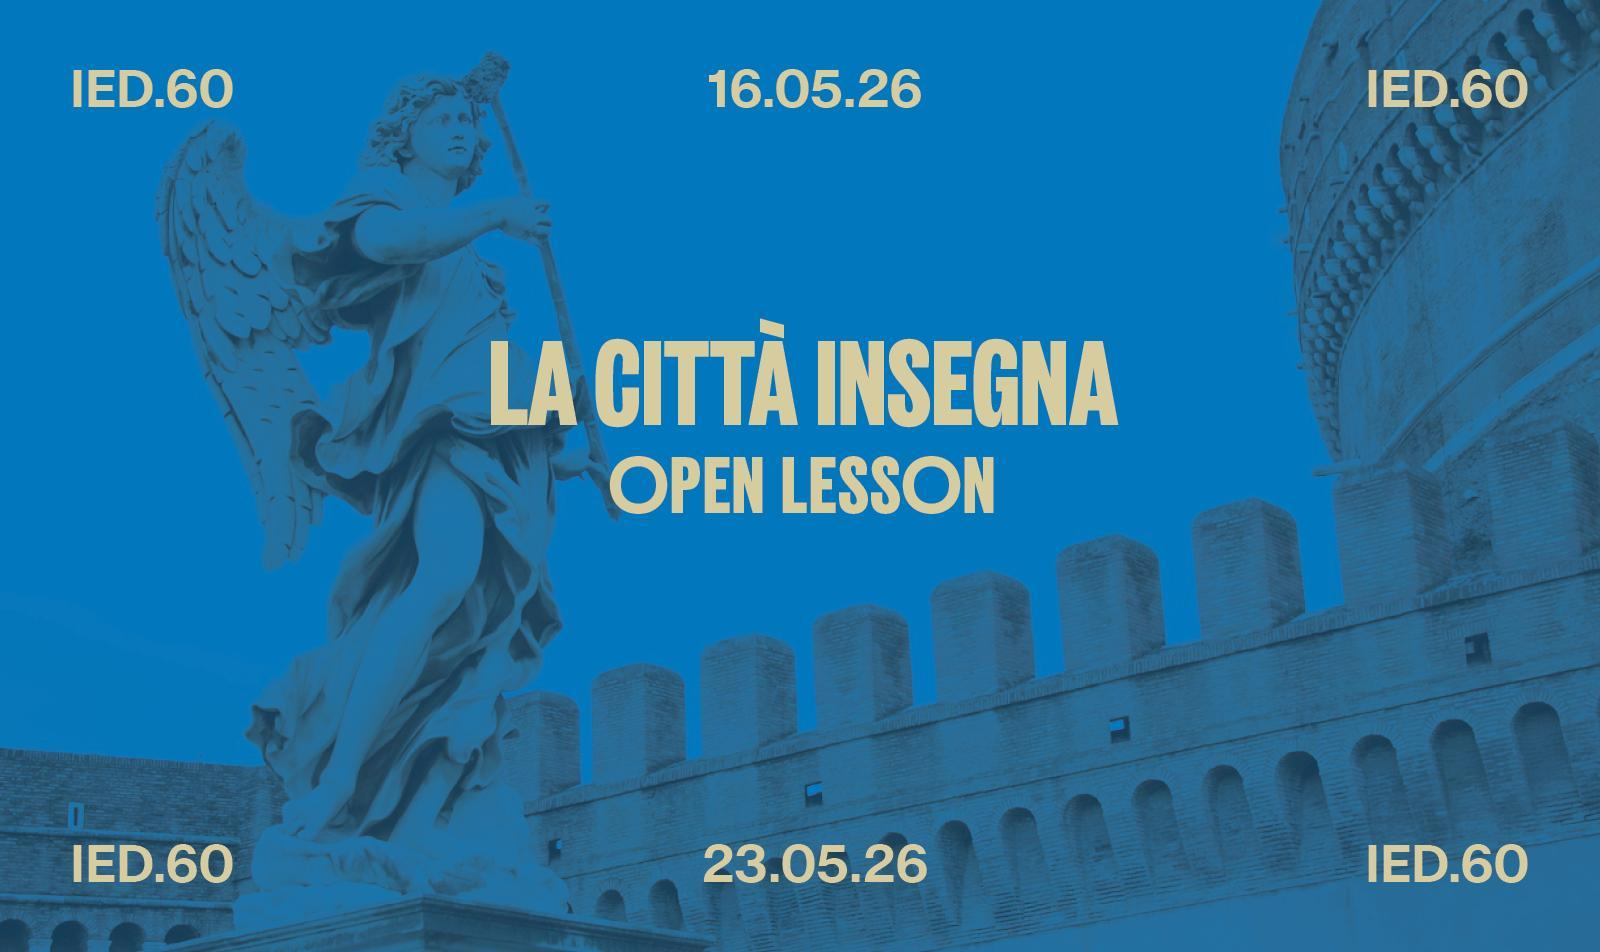 IED.60 16.05.26 IED.60
LA CITTÀ INSEGNA
OPEN LESSON
IED.60 23.05.26 IED.60